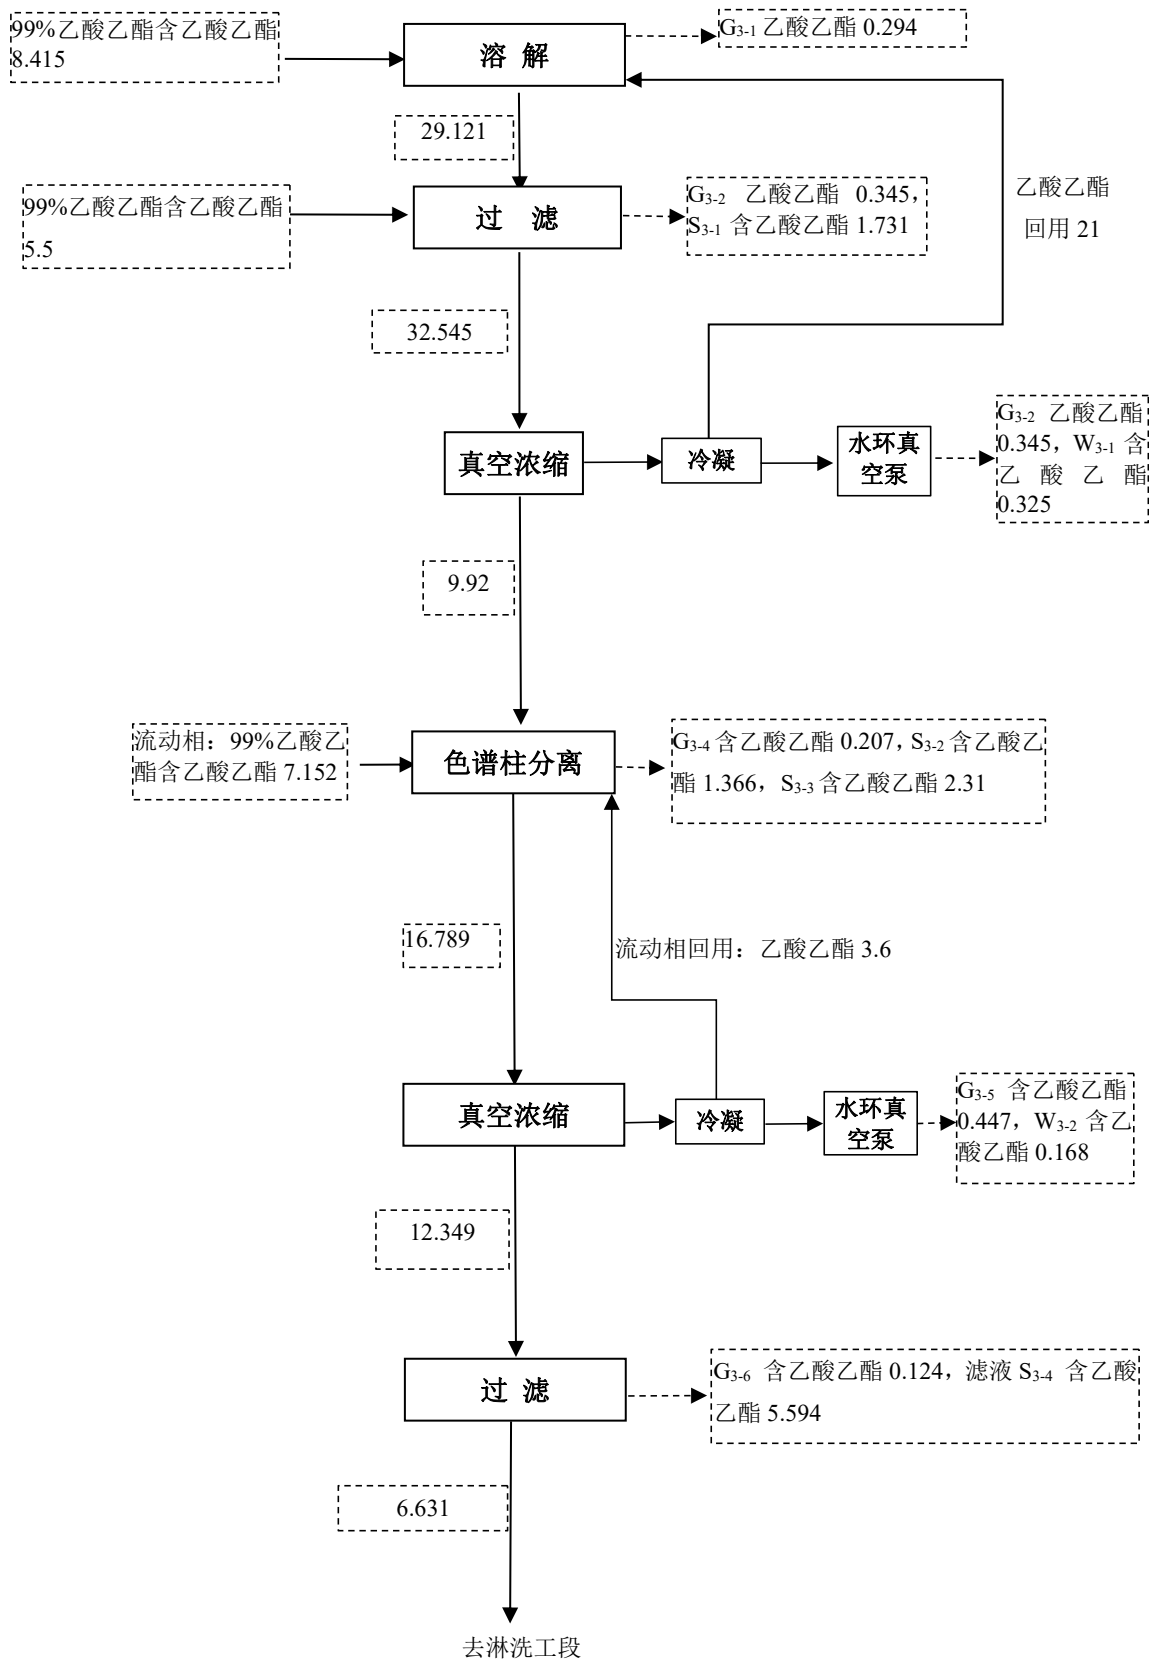 99%乙酸乙酯含乙酸乙酯
8.415
溶 解
G3-1 乙酸乙酯 0.294
29.121
99%乙酸乙酯含乙酸乙酯
5.5
过 滤
G3-2 乙酸乙酯 0.345，
S3-1 含乙酸乙酯 1.731
乙酸乙酯
回用 21
32.545
真空浓缩
冷凝
水环真
空泵
G3-2 乙酸乙酯
0.345，W3-1 含
乙酸乙酯
0.325
9.92
流动相：99%乙酸乙
酯含乙酸乙酯 7.152
色谱柱分离
G3-4 含乙酸乙酯 0.207，S3-2 含乙酸乙
酯 1.366，S3-3 含乙酸乙酯 2.31
16.789
流动相回用：乙酸乙酯 3.6
真空浓缩
冷凝
水环真
空泵
G3-5 含乙酸乙酯
0.447，W3-2 含乙
酸乙酯 0.168
12.349
过 滤
G3-6 含乙酸乙酯 0.124，滤液 S3-4 含乙酸
乙酯 5.594
6.631
去淋洗工段